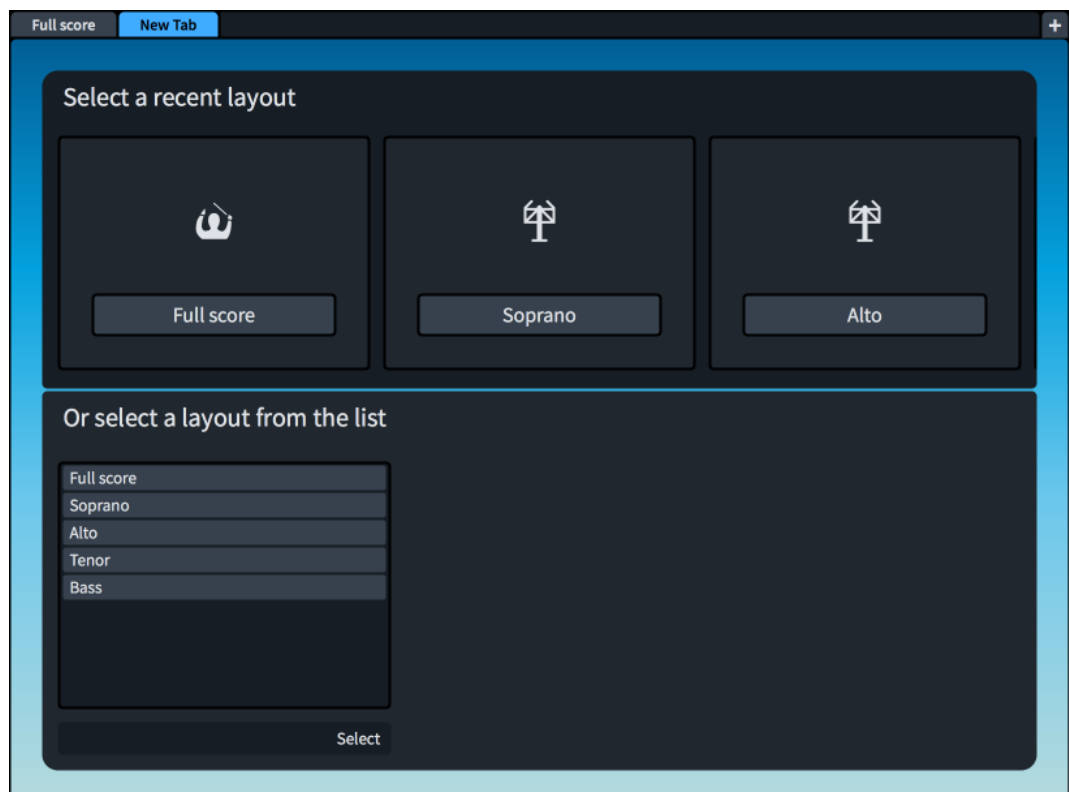 Full score
New Tab
+
Select a recent layout
Full score
Soprano
Alto
Or select a layout from the list
Full score
Soprano
Alto
Tenor
Bass
Select